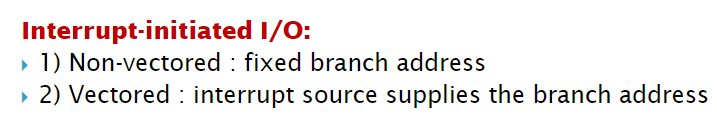 Interrupt-initiated I/O:
1) Non-vectored : fixed branch address
2) Vectored : interrupt source supplies the branch address